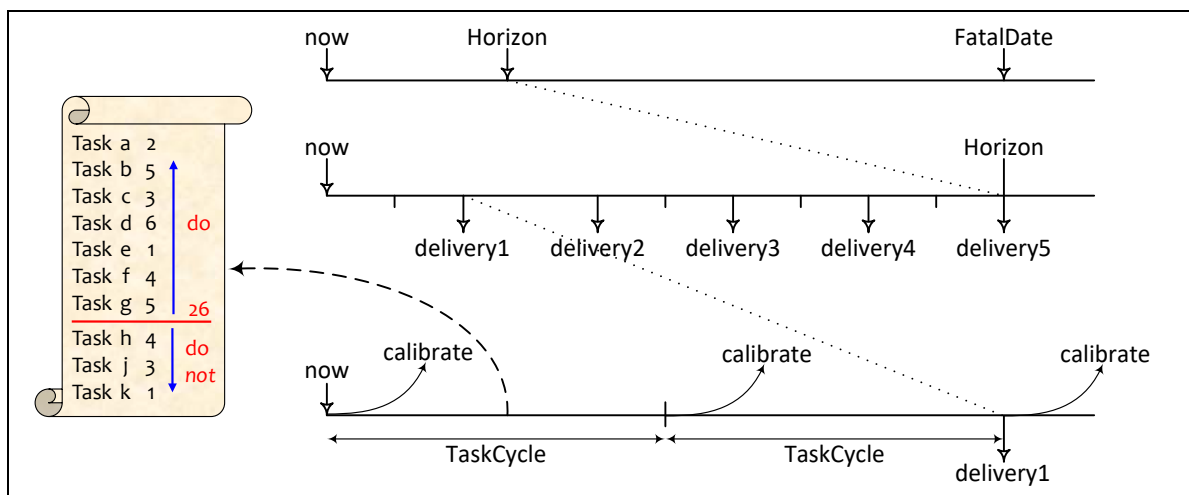 now Horizon FatalDate
now Horizon
delivery1 delivery2 delivery3 delivery4 delivery5
Task a 2
Task b 5
Task c 3
Task d 6 do
Task e 1
Task f 4
Task g 5 26
Task h 4 do
Task j 3 not
Task k 1
now calibrate calibrate calibrate
TaskCycle TaskCycle
delivery1